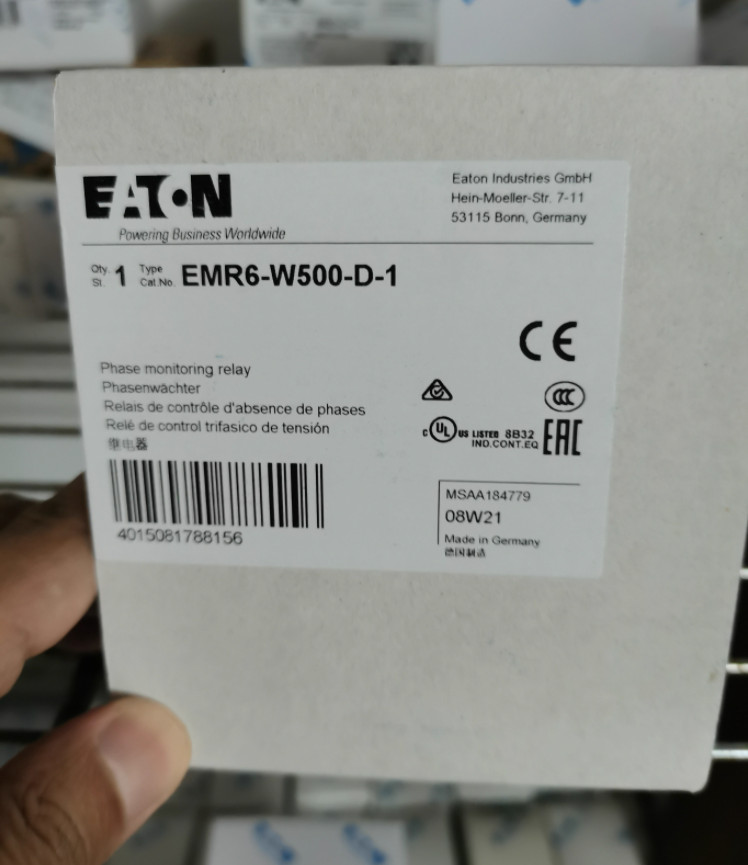 EATON
Powering Business Worldwide
Eaton Industries GmbH
Hein-Moeller-Str. 7-11
53115 Bonn, Germany
Qty. 1 Type EMR6-W500-D-1
St. Cat.No.
CE
Phase monitoring relay
Phasenwächter
Relais de contrôle d'absence de phases
Relé de control trifasico de tensión
继电器
CCC
c UL US LISTED 8B32
IND.CONT.EQ
EAC
4015081788156
MSAA184779
08W21
Made in Germany
德国制造
EATON